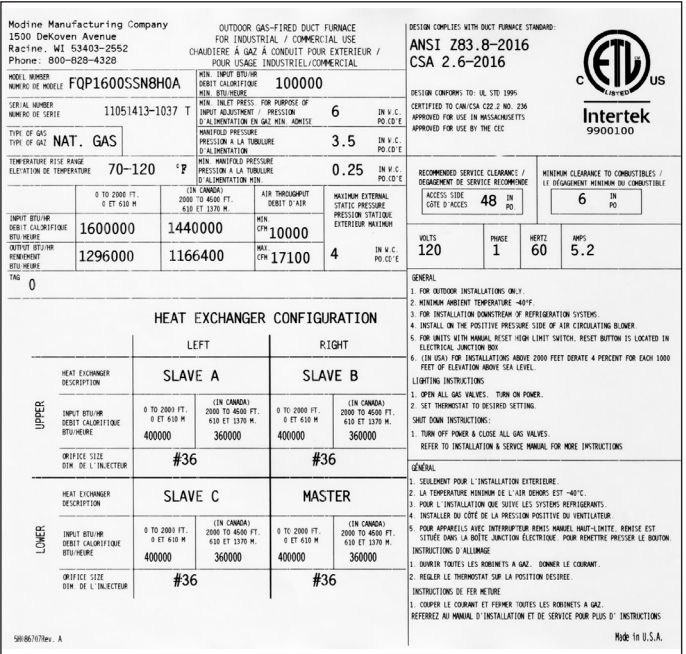 Modine Manufacturing Company
1500 DeKoven Avenue
Racine, WI 53403-2552
Phone: 800-828-4328
OUTDOOR GAS-FIRED DUCT FURNACE
FOR INDUSTRIAL / COMMERCIAL USE
CHAUDIERE Á GAZ Á CONDUIT POUR EXTERIEUR /
POUR USAGE INDUSTRIEL/COMMERCIAL
MODEL NUMBER
NUMERO DE MODELE FQP1600SSN8H0A
MIN. INPUT BTU/HR
DEBIT CALORIFIQUE 100000
MIN. BTU/HEURE
SERIAL NUMBER
NUMERO DE SERIE 11051413-1037 T
MIN. INLET PRESS. FOR PURPOSE OF
INPUT ADJUSTMENT / PRESSION 6 IN W.C.
D'ALIMENTATION EN GAZ MIN. ADMISE PO.CD'E
TYPE OF GAS
TYPE OF GAZ NAT. GAS
MANIFOLD PRESSURE
PRESSION A LA TUBULURE 3.5 IN W.C.
D'ALIMENTATION PO.CD'E
TEMPERATURE RISE RANGE
ELEVATION DE TEMPERATURE 70-120 °F
MIN. MANIFOLD PRESSURE
PRESSION A LA TUBULURE 0.25 IN W.C.
D'ALIMENTATION MIN. PO.CD'E
0 TO 2000 FT.
0 ET 610 M
(IN CANADA)
2000 TO 4500 FT.
610 ET 1370 M.
AIR THROUGHPUT
DEBIT D'AIR
MAXIMUM EXTERNAL
STATIC PRESSURE
PRESSION STATIQUE
EXTERIEUR MAXIMUM
4 IN W.C.
PO.CD'E
INPUT BTU/HR
DEBIT CALORIFIQUE 1600000 1440000 MIN.
BTU/HEURE CFM 10000
OUTPUT BTU/HR
RENDEMENT 1296000 1166400 MAX.
BTU/HEURE CFM 17100
TAG
0
HEAT EXCHANGER CONFIGURATION
LEFT RIGHT
UPPER
HEAT EXCHANGER
DESCRIPTION SLAVE A SLAVE B
INPUT BTU/HR
DEBIT CALORIFIQUE
BTU/HEURE
0 TO 2000 FT.
0 ET 610 M
400000
(IN CANADA)
2000 TO 4500 FT.
610 ET 1370 M.
360000
0 TO 2000 FT.
0 ET 610 M
400000
(IN CANADA)
2000 TO 4500 FT.
610 ET 1370 M.
360000
ORIFICE SIZE
DIM. DE L'INJECTEUR #36 #36
LOWER
HEAT EXCHANGER
DESCRIPTION SLAVE C MASTER
INPUT BTU/HR
DEBIT CALORIFIQUE
BTU/HEURE
0 TO 2000 FT.
0 ET 610 M
400000
(IN CANADA)
2000 TO 4500 FT.
610 ET 1370 M.
360000
0 TO 2000 FT.
0 ET 610 M
400000
(IN CANADA)
2000 TO 4500 FT.
610 ET 1370 M.
360000
ORIFICE SIZE
DIM. DE L'INJECTEUR #36 #36
5H186707Rev. A
DESIGN COMPLIES WITH DUCT FURNACE STANDARD:
ANSI Z83.8-2016
CSA 2.6-2016
DESIGN CONFORMS TO: UL STD 1995
CERTIFIED TO CAN/CSA C22.2 NO. 236
APPROVED FOR USE IN MASSACHUSETTS
APPROVED FOR USE BY THE CEC
ETL
LISTED
C US
Intertek
9900100
RECOMMENDED SERVICE CLEARANCE /
DEGAGEMENT DE SERVICE RECOMMENDE
ACCESS SIDE
CÔTÉ D'ACCÈS 48 IN
PO.
MINIMUM CLEARANCE TO COMBUSTIBLES /
LE DÉGAGEMENT MINIMUM DU COMBUSTIBLE
6 IN
PO
VOLTS PHASE HERTZ AMPS
120 1 60 5.2
GENERAL
1. FOR OUTDOOR INSTALLATIONS ONLY.
2. MINIMUM AMBIENT TEMPERATURE -40°F.
3. FOR INSTALLATION DOWNSTREAM OF REFRIGERATION SYSTEMS.
4. INSTALL ON THE POSITIVE PRESSURE SIDE OF AIR CIRCULATING BLOWER.
5. FOR UNITS WITH MANUAL RESET HIGH LIMIT SWITCH, RESET BUTTON IS LOCATED IN
ELECTRICAL JUNCTION BOX
6. (IN USA) FOR INSTALLATIONS ABOVE 2000 FEET DERATE 4 PERCENT FOR EACH 1000
FEET OF ELEVATION ABOVE SEA LEVEL.
LIGHTING INSTRUCTIONS
1. OPEN ALL GAS VALVES. TURN ON POWER.
2. SET THERMOSTAT TO DESIRED SETTING.
SHUT DOWN INSTRUCTIONS:
1. TURN OFF POWER & CLOSE ALL GAS VALVES.
REFER TO INSTALLATION & SERVCE MANUAL FOR MORE INSTRUCTIONS
GÉNÉRAL
1. SEULEMENT POUR L'INSTALLATION EXTERIEURE.
2. LA TEMPERATURE MINIMUM DE L'AIR DEHORS EST -40°C.
3. POUR L'INSTALLATION QUE SUIVE LES SYSTEMS REFRIGERANTS.
4. INSTALLER DU CÔTÉ DE LA PRESSION POSITIVE DU VENTILATEUR.
5. POUR APPAREILS AVEC INTERRUPTEUR REMIS MANUEL HAUT-LIMITE. REMISE EST
SITUÉE DANS LA BOÎTE JUNCTION ÉLECTRIQUE. POUR REMETTRE PRESSER LE BOUTON.
INSTRUCTIONS D'ALLUMAGE
1. OUVRIR TOUTES LES ROBINETS A GAZ. DONNER LE COURANT.
2. REGLER LE THERMOSTAT SUR LA POSITION DESIREE.
INSTRUCTIONS DE FER METURE
1. COUPER LE COURANT ET FERMER TOUTES LES ROBINETS A GAZ.
REFERREZ AU MANUAL D'INSTALLATION ET DE SERVICE POUR PLUS D' INSTRUCTIONS
Made in U.S.A.